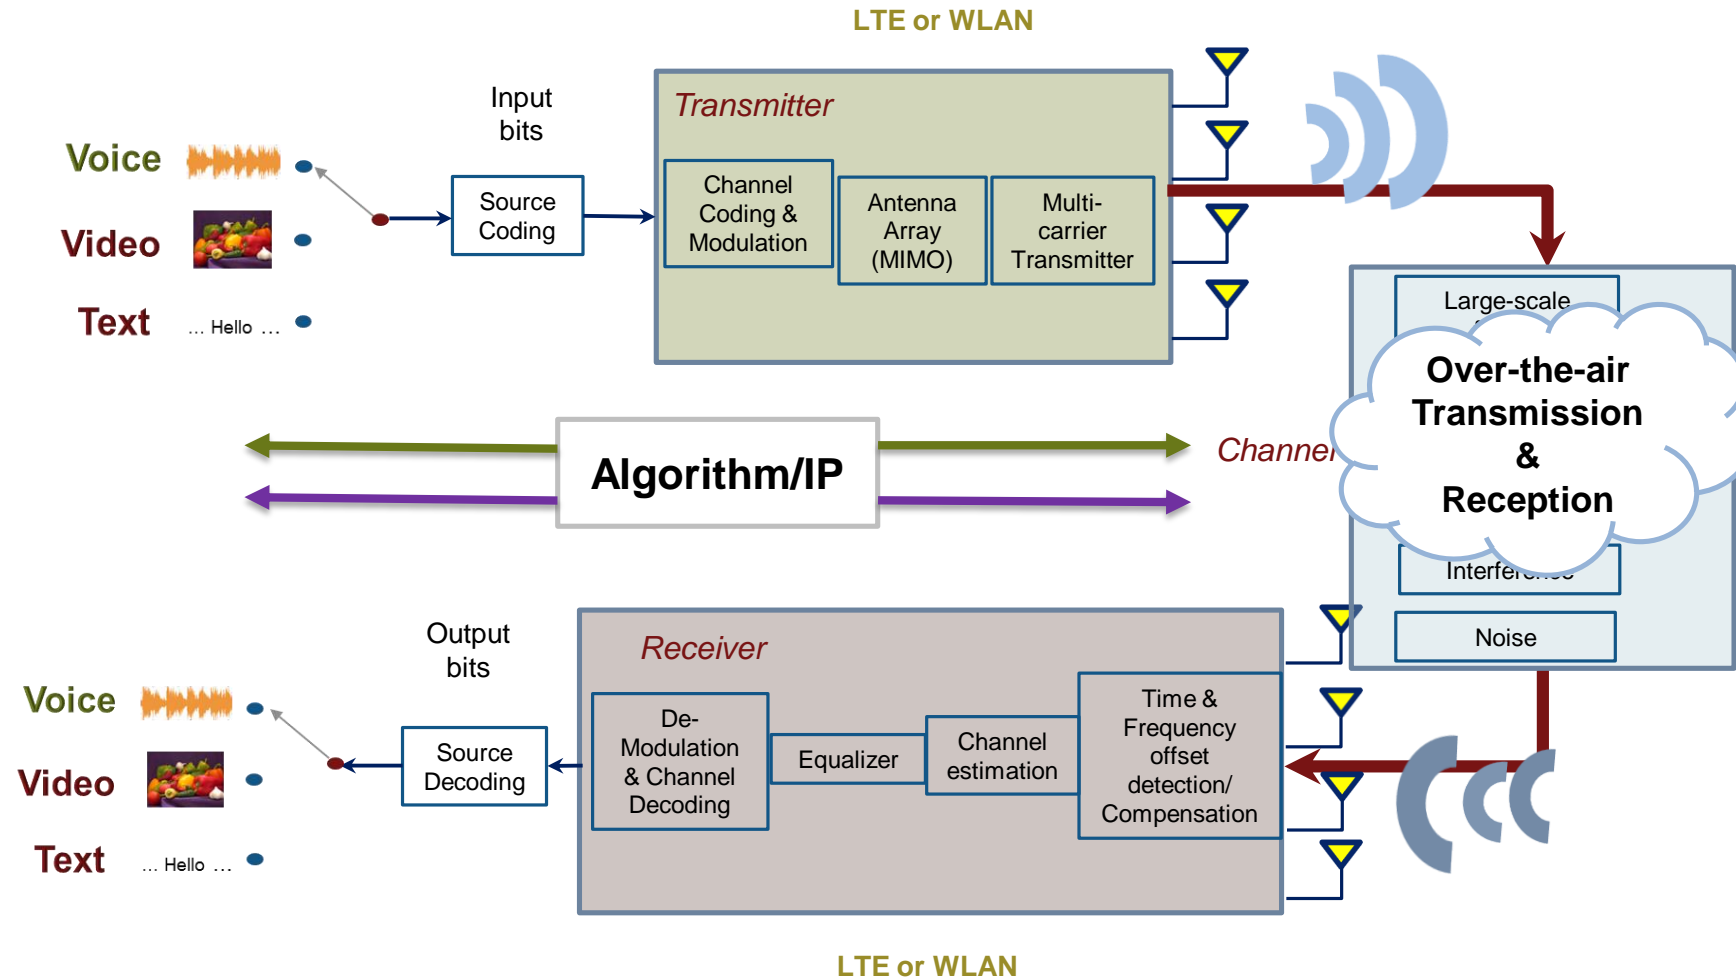 LTE or WLAN
Input
bits
Transmitter
Voice
Source
Coding
Channel
Coding &
Modulation
Antenna
Array
(MIMO)
Multi-
carrier
Transmitter
Video
Text
... Hello ...
Large-scale
Over-the-air
Transmission
&
Reception
Algorithm/IP
Channel
Interference
Noise
Output
bits
Receiver
Voice
Source
Decoding
De-
Modulation
& Channel
Decoding
Equalizer
Channel
estimation
Time &
Frequency
offset
detection/
Compensation
Video
Text
... Hello ...
LTE or WLAN